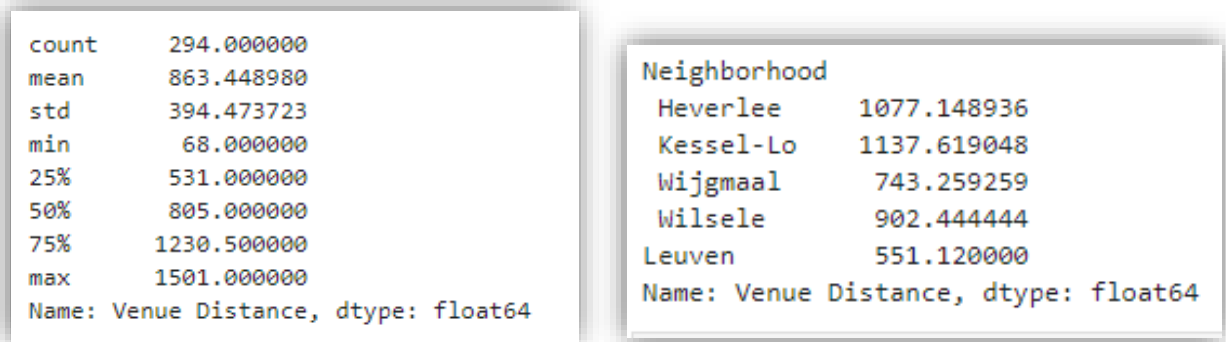 count 294.000000
mean 863.448980
std 394.473723
min 68.000000
25% 531.000000
50% 805.000000
75% 1230.500000
max 1501.000000
Name: Venue Distance, dtype: float64
Neighborhood
Heverlee 1077.148936
Kessel-Lo 1137.619048
Wijgmaal 743.259259
Wilsele 902.444444
Leuven 551.120000
Name: Venue Distance, dtype: float64